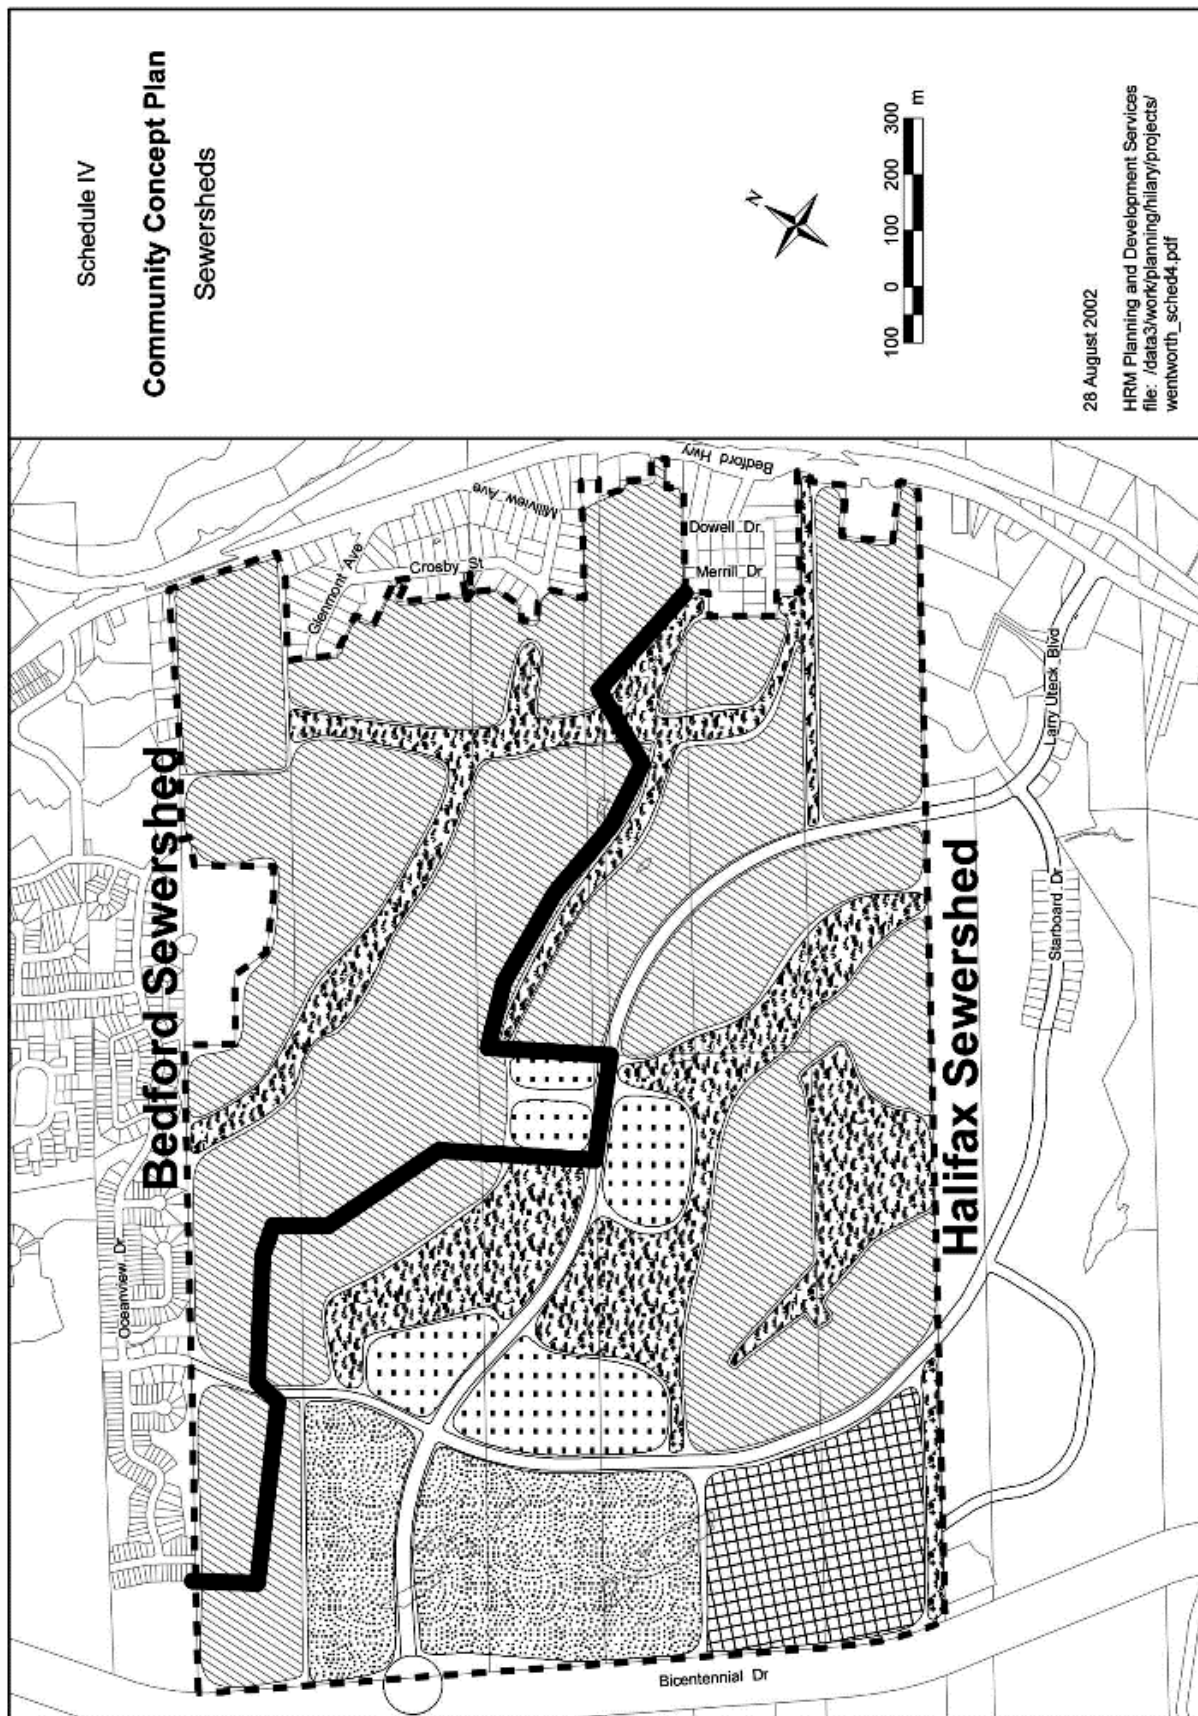 Schedule IV
Community Concept Plan
Sewersheds
N
100 0 100 200 300 m
28 August 2002
HRM Planning and Development Services
file: /data3/work/planning/hilary/projects/
wentworth_sched4.pdf
Bedford Sewershed
Halifax Sewershed
Bedford Hwy
Millview Ave
Glenmont Ave
Crosby St
Dowell Dr
Merrill Dr
Larry Uteck Blvd
Starboard Dr
Oceanview Dr
Bicentennial Dr